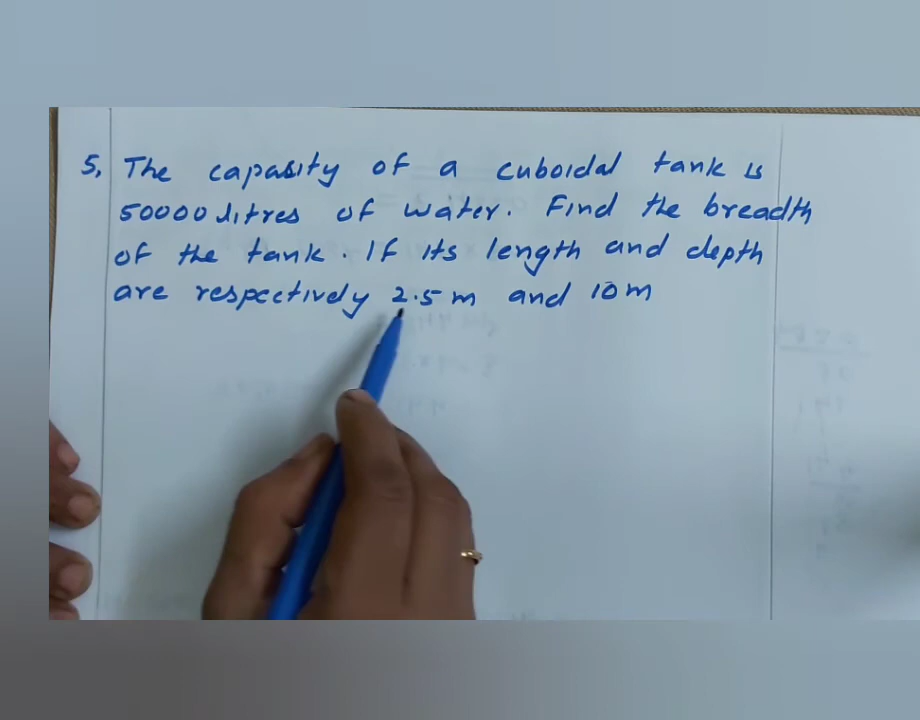 5, The capasity of a cuboidal tank is
50000 litres of water. Find the breadth
of the tank. If its length and depth
are respectively 2.5 m and 10 m